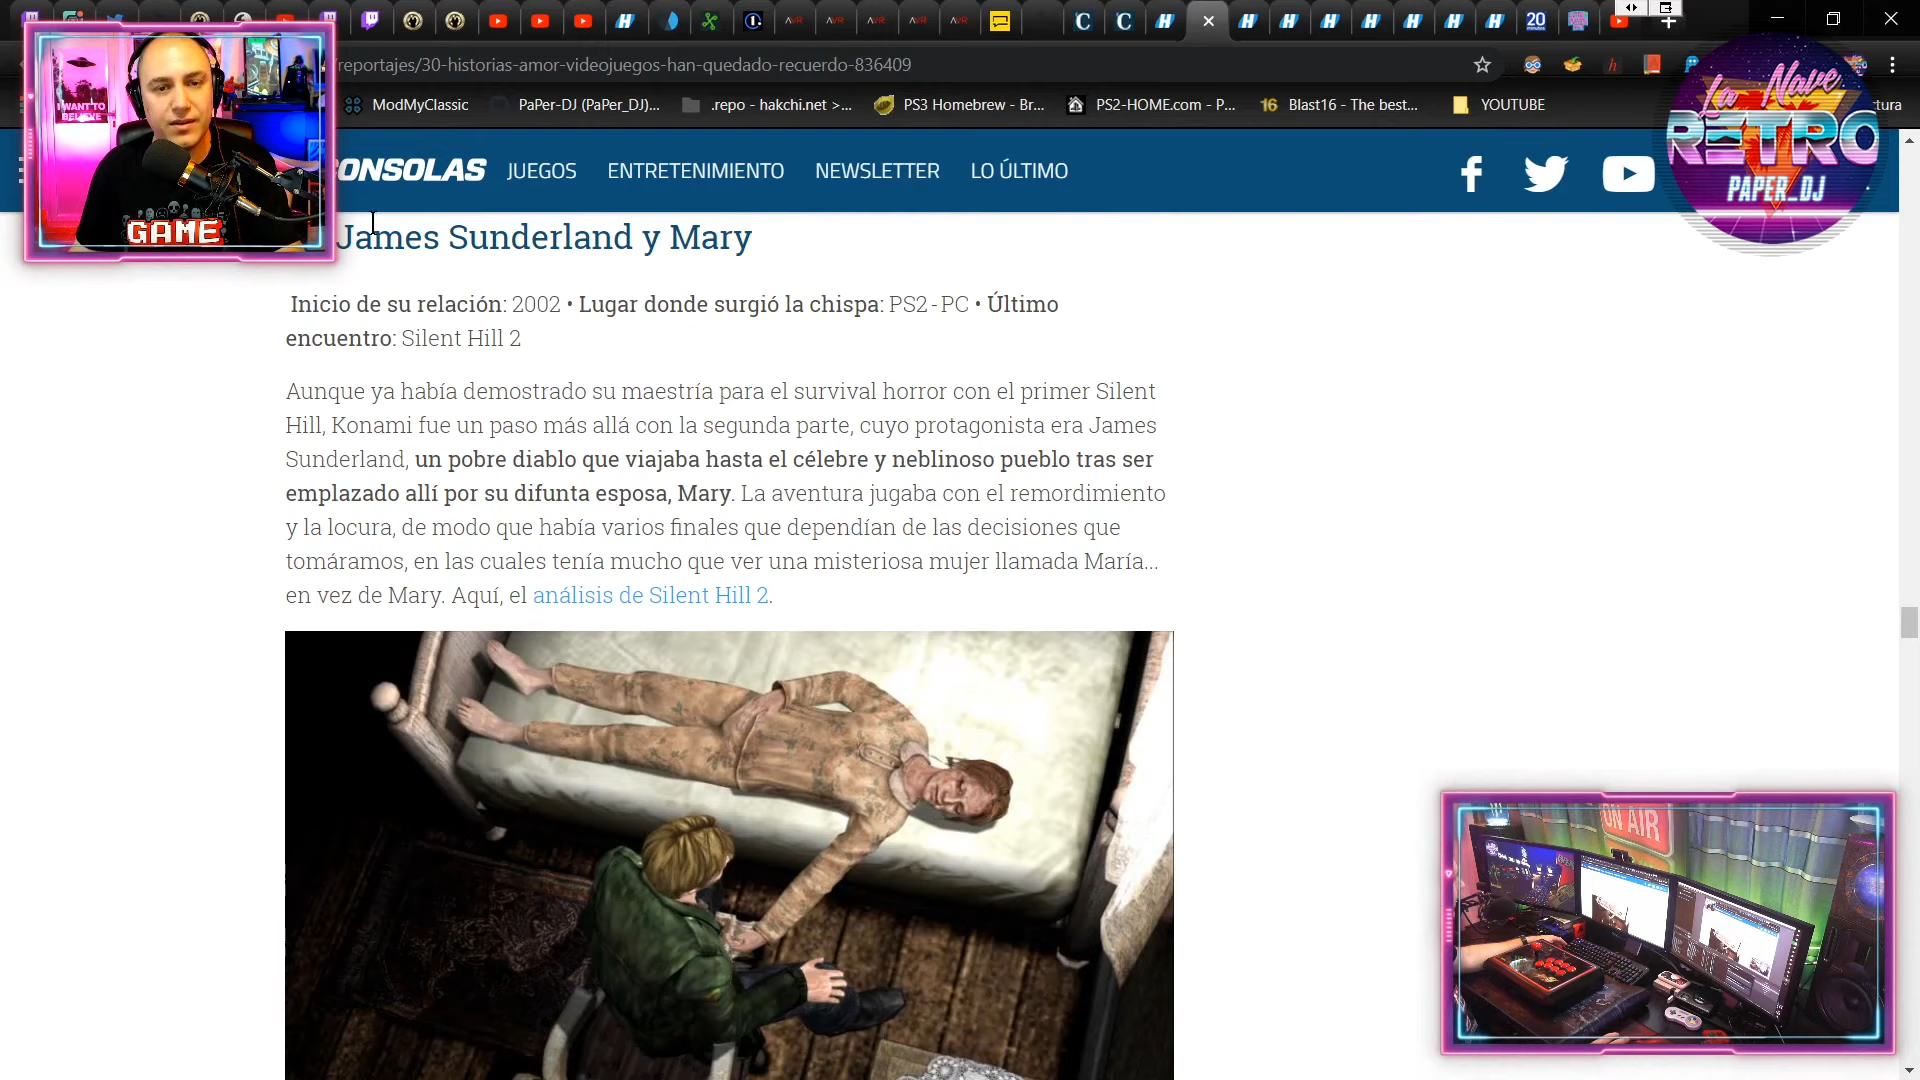 reportajes/30-historias-amor-videojuegos-han-quedado-recuerdo-836409
ModMyClassic
PaPer-DJ (PaPer_DJ)...
.repo - hakchi.net >...
PS3 Homebrew - Br...
PS2-HOME.com - P...
16 Blast16 - The best...
YOUTUBE
ctura
I WANT TO
BELIEVE
GAME
ONSOLAS
JUEGOS
ENTRETENIMIENTO
NEWSLETTER
LO ÚLTIMO
La Nave
RETRO
PAPER_DJ
James Sunderland y Mary
Inicio de su relación: 2002 • Lugar donde surgió la chispa: PS2-PC • Último
encuentro: Silent Hill 2
Aunque ya había demostrado su maestría para el survival horror con el primer Silent
Hill, Konami fue un paso más allá con la segunda parte, cuyo protagonista era James
Sunderland, un pobre diablo que viajaba hasta el célebre y neblinoso pueblo tras ser
emplazado allí por su difunta esposa, Mary. La aventura jugaba con el remordimiento
y la locura, de modo que había varios finales que dependían de las decisiones que
tomáramos, en las cuales tenía mucho que ver una misteriosa mujer llamada María...
en vez de Mary. Aquí, el análisis de Silent Hill 2.
ON AIR